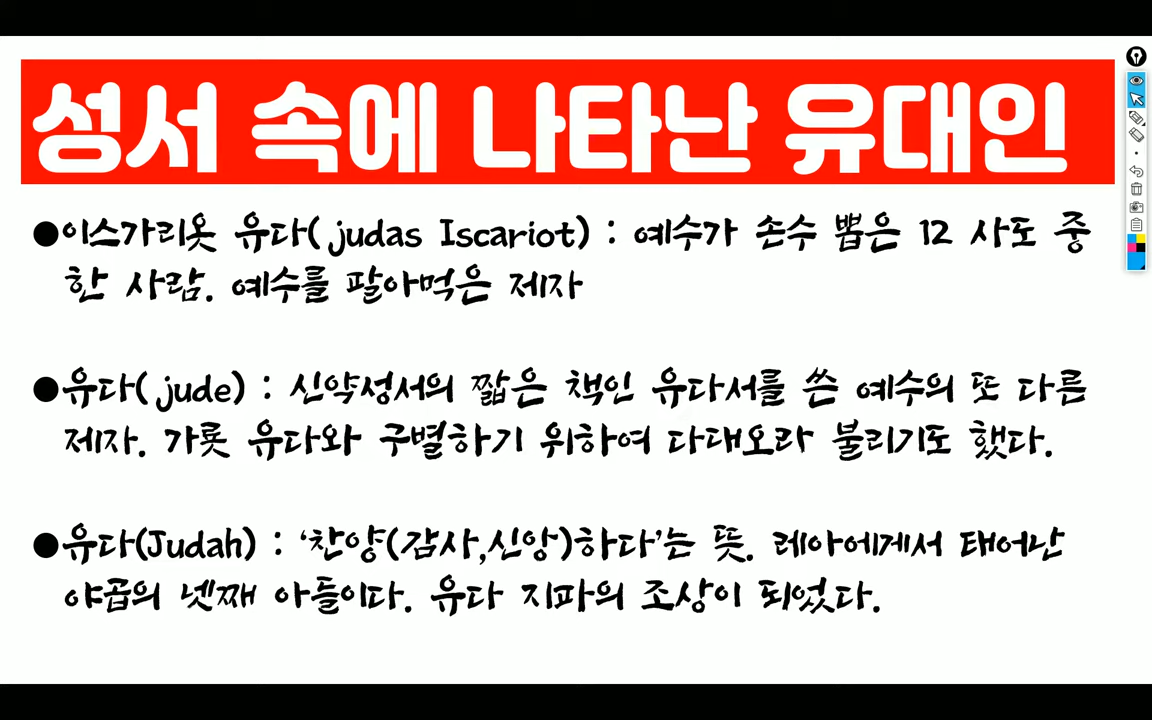 성서 속에 나타난 유대인
●이스가리옷 유다(judas Iscariot) : 예수가 손수 뽑은 12 사도 중
한 사람. 예수를 팔아먹은 제자
●유다(jude) : 신약성서의 짧은 책인 유다서를 쓴 예수의 또 다른
제자. 가룟 유다와 구별하기 위하여 다대오라 불리기도 했다.
●유다(Judah) : ‘찬양(감사,신앙)하다’는 뜻. 레아에게서 태어난
야곱의 넷째 아들이다. 유다 지파의 조상이 되었다.